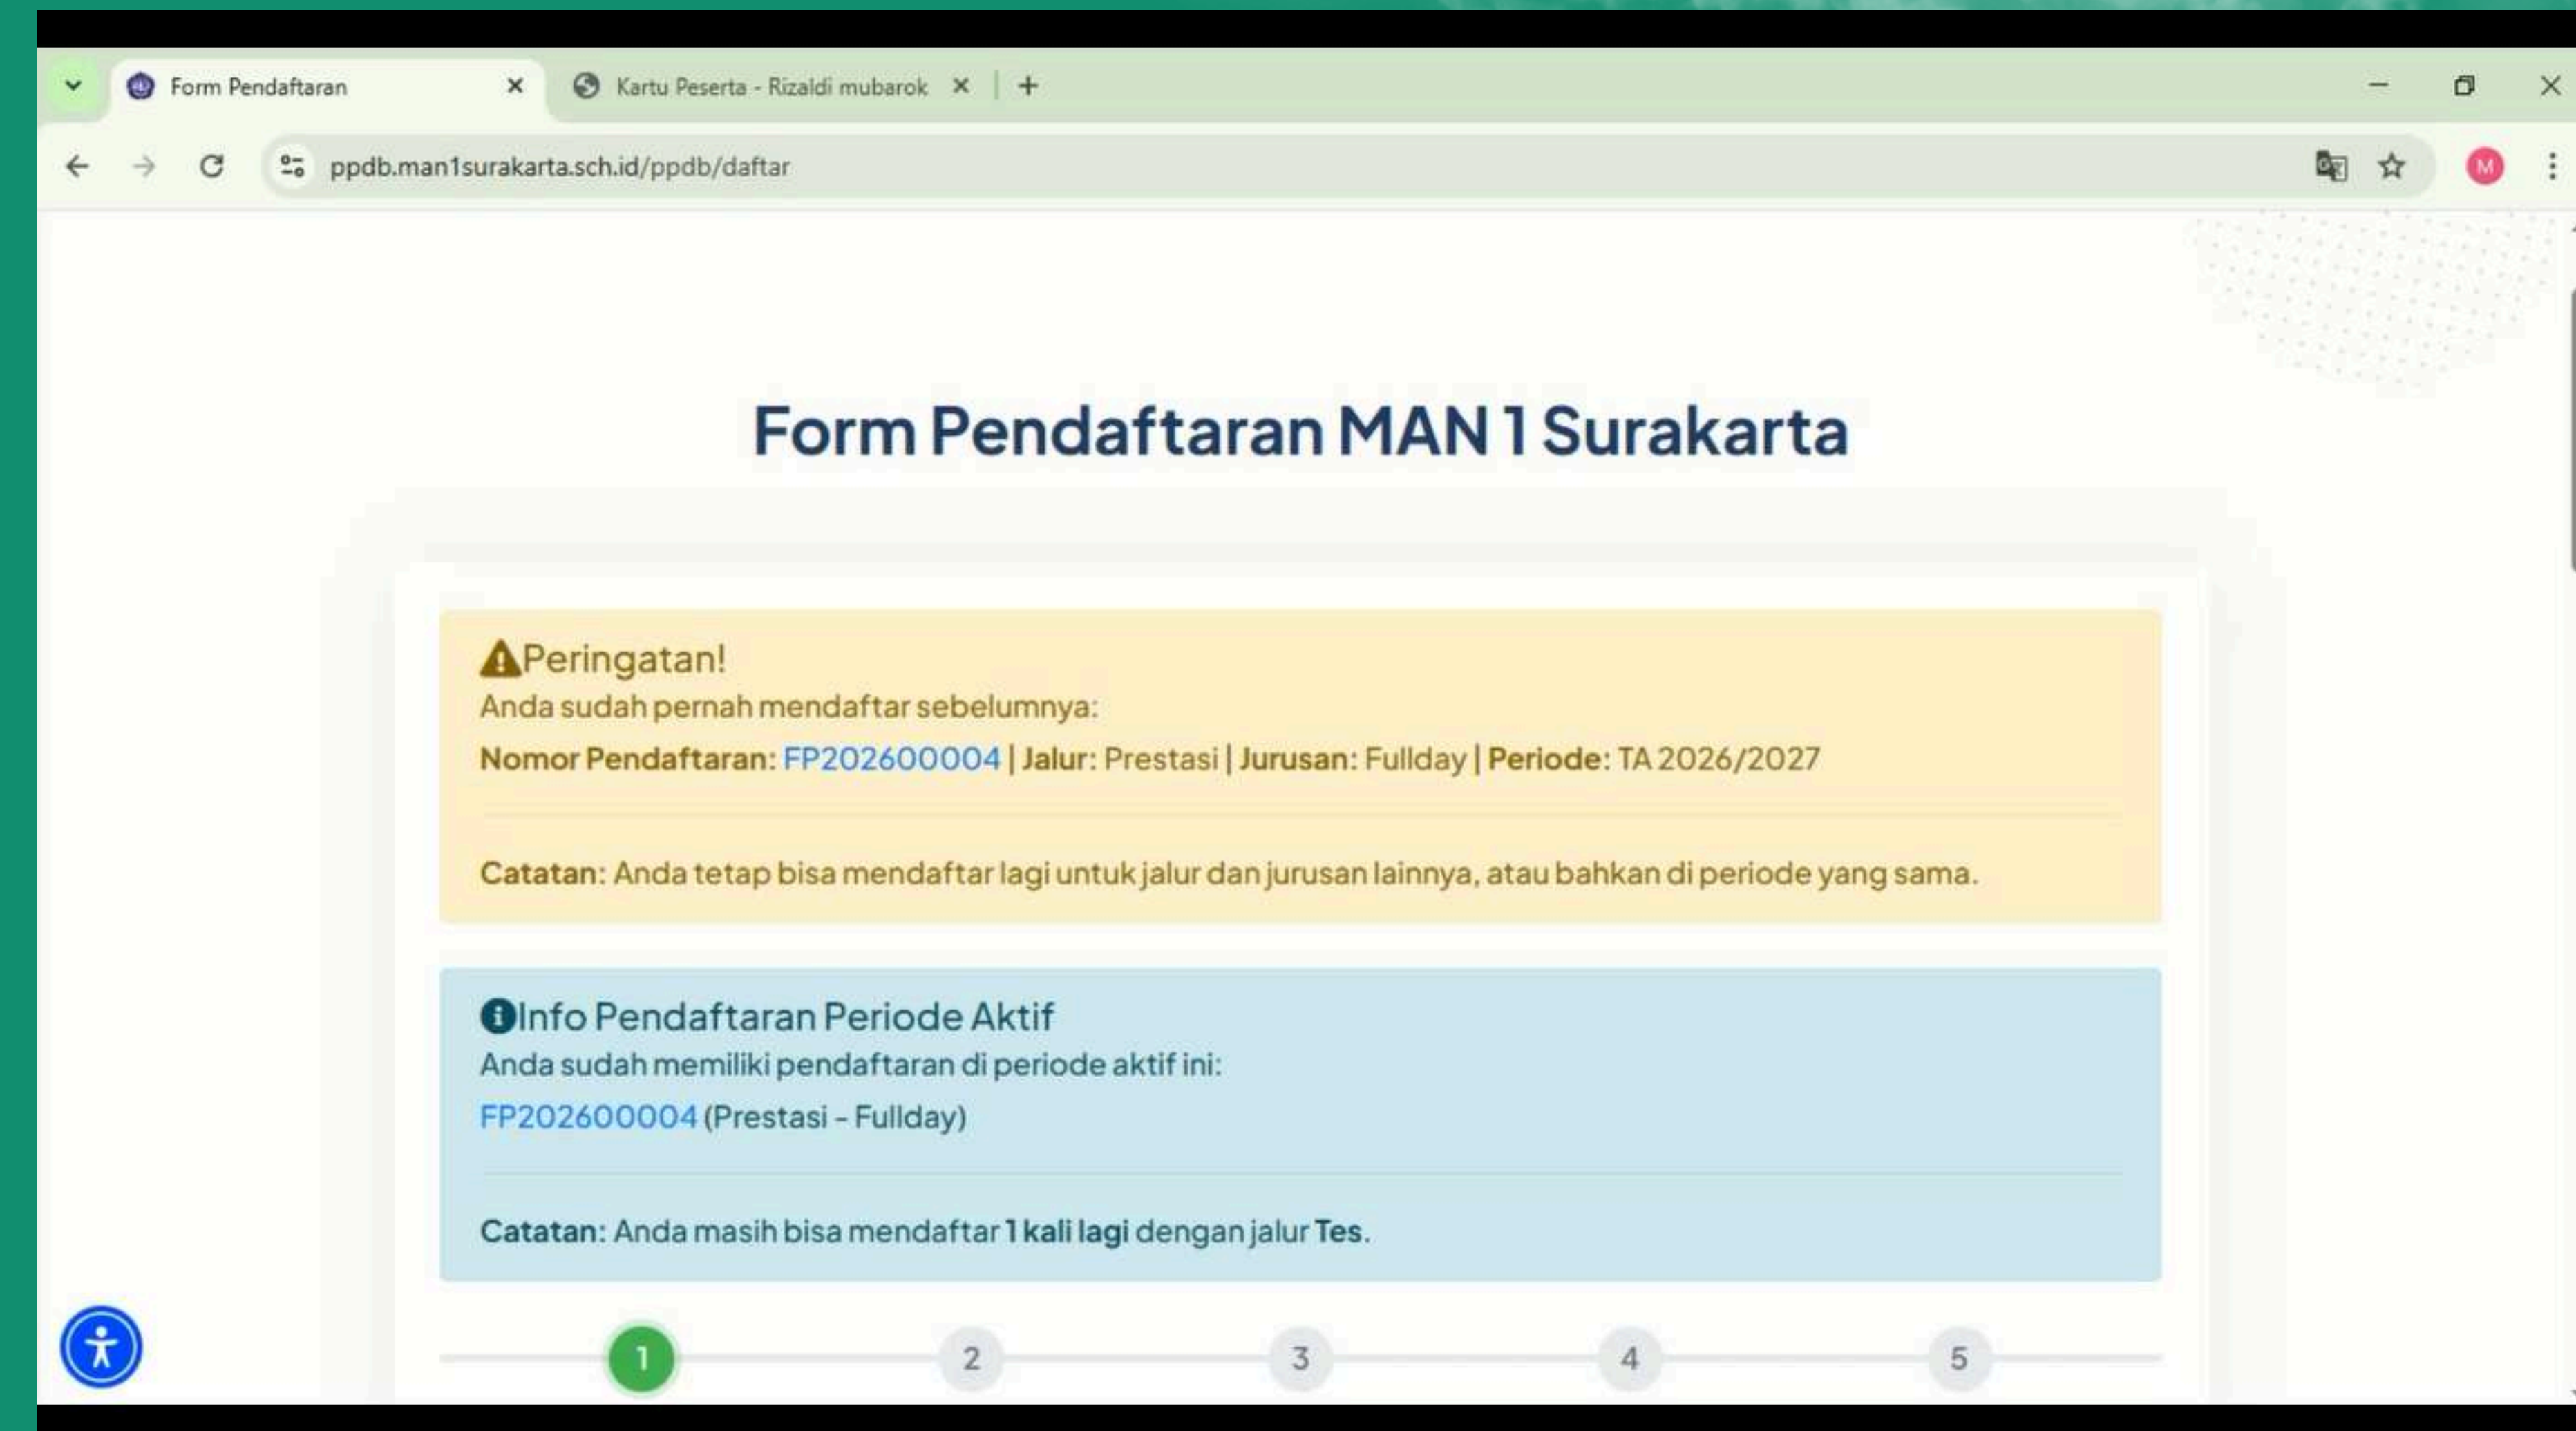 Form Pendaftaran
Kartu Peserta - Rizaldi mubarok
ppdb.man1surakarta.sch.id/ppdb/daftar
M
Form Pendaftaran MAN 1 Surakarta
Peringatan!
Anda sudah pernah mendaftar sebelumnya:
Nomor Pendaftaran: FP202600004 | Jalur: Prestasi | Jurusan: Fullday | Periode: TA 2026/2027
Catatan: Anda tetap bisa mendaftar lagi untuk jalur dan jurusan lainnya, atau bahkan di periode yang sama.
Info Pendaftaran Periode Aktif
Anda sudah memiliki pendaftaran di periode aktif ini:
FP202600004 (Prestasi - Fullday)
Catatan: Anda masih bisa mendaftar 1 kali lagi dengan jalur Tes.
1 2 3 4 5